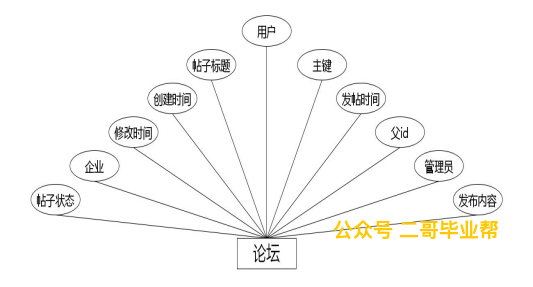 用户
帖子标题
主键
创建时间
发帖时间
修改时间
父id
企业
管理员
帖子状态
发布内容
公众号 二哥毕业帮
论坛